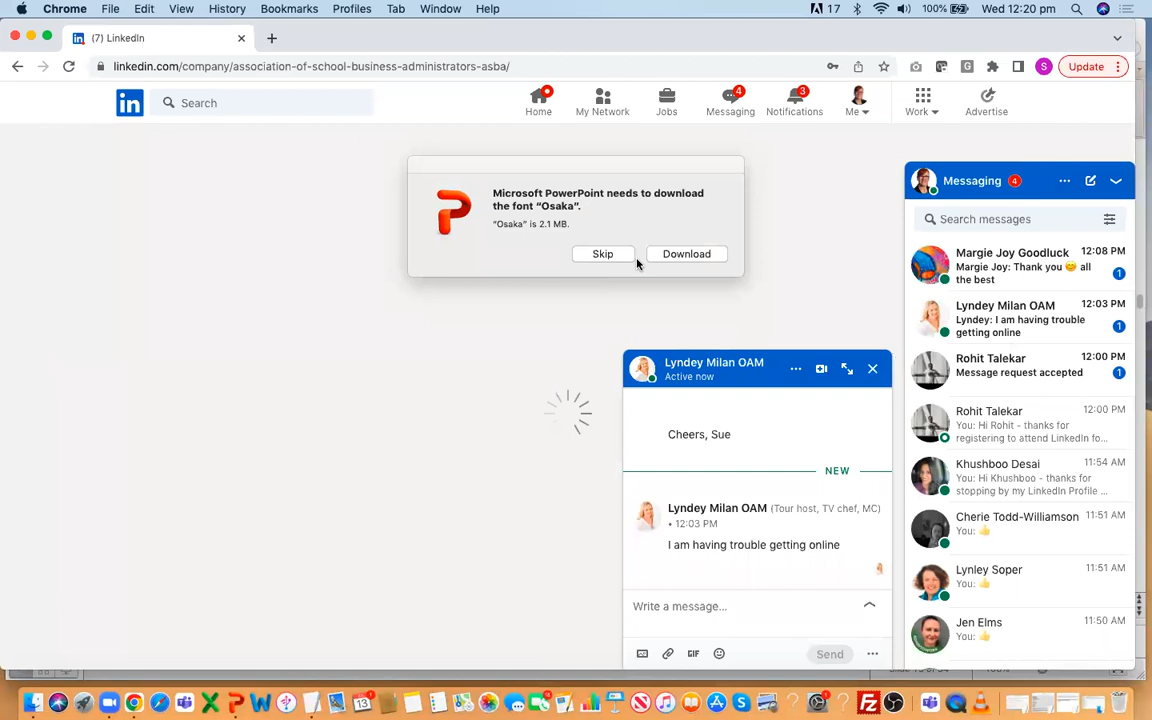 Chrome File Edit View History Bookmarks Profiles Tab Window Help 17 100% Wed 12:20 pm
(7) LinkedIn
linkedin.com/company/association-of-school-business-administrators-asba/ S Update
in Search Home My Network Jobs Messaging 4 Notifications 3 Me Work Advertise
Microsoft PowerPoint needs to download
the font “Osaka”.
“Osaka” is 2.1 MB.
Skip Download
Lyndey Milan OAM
Active now
Cheers, Sue
NEW
Lyndey Milan OAM (Tour host, TV chef, MC)
• 12:03 PM
I am having trouble getting online
Write a message...
GIF Send
Messaging 4
Search messages
Margie Joy Goodluck 12:08 PM
Margie Joy: Thank you 😊 all
the best 1
Lyndey Milan OAM 12:03 PM
Lyndey: I am having trouble
getting online 1
Rohit Talekar 12:00 PM
Message request accepted 1
Rohit Talekar 12:00 PM
You: Hi Rohit - thanks for
registering to attend LinkedIn fo...
Khushboo Desai 11:54 AM
You: Hi Khushboo - thanks for
stopping by my LinkedIn Profile ...
Cherie Todd-Williamson 11:51 AM
You: 👍
Lynley Soper 11:51 AM
You: 👍
Jen Elms 11:50 AM
You: 👍